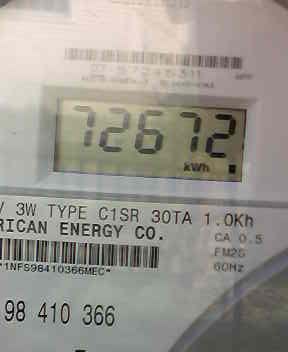 72672
kWh
V 3W TYPE C1SR 30TA 1.0Kh
RICAN ENERGY CO.
CA 0.5
FM2S
60Hz
*1NFS98410366MEC*
98 410 366